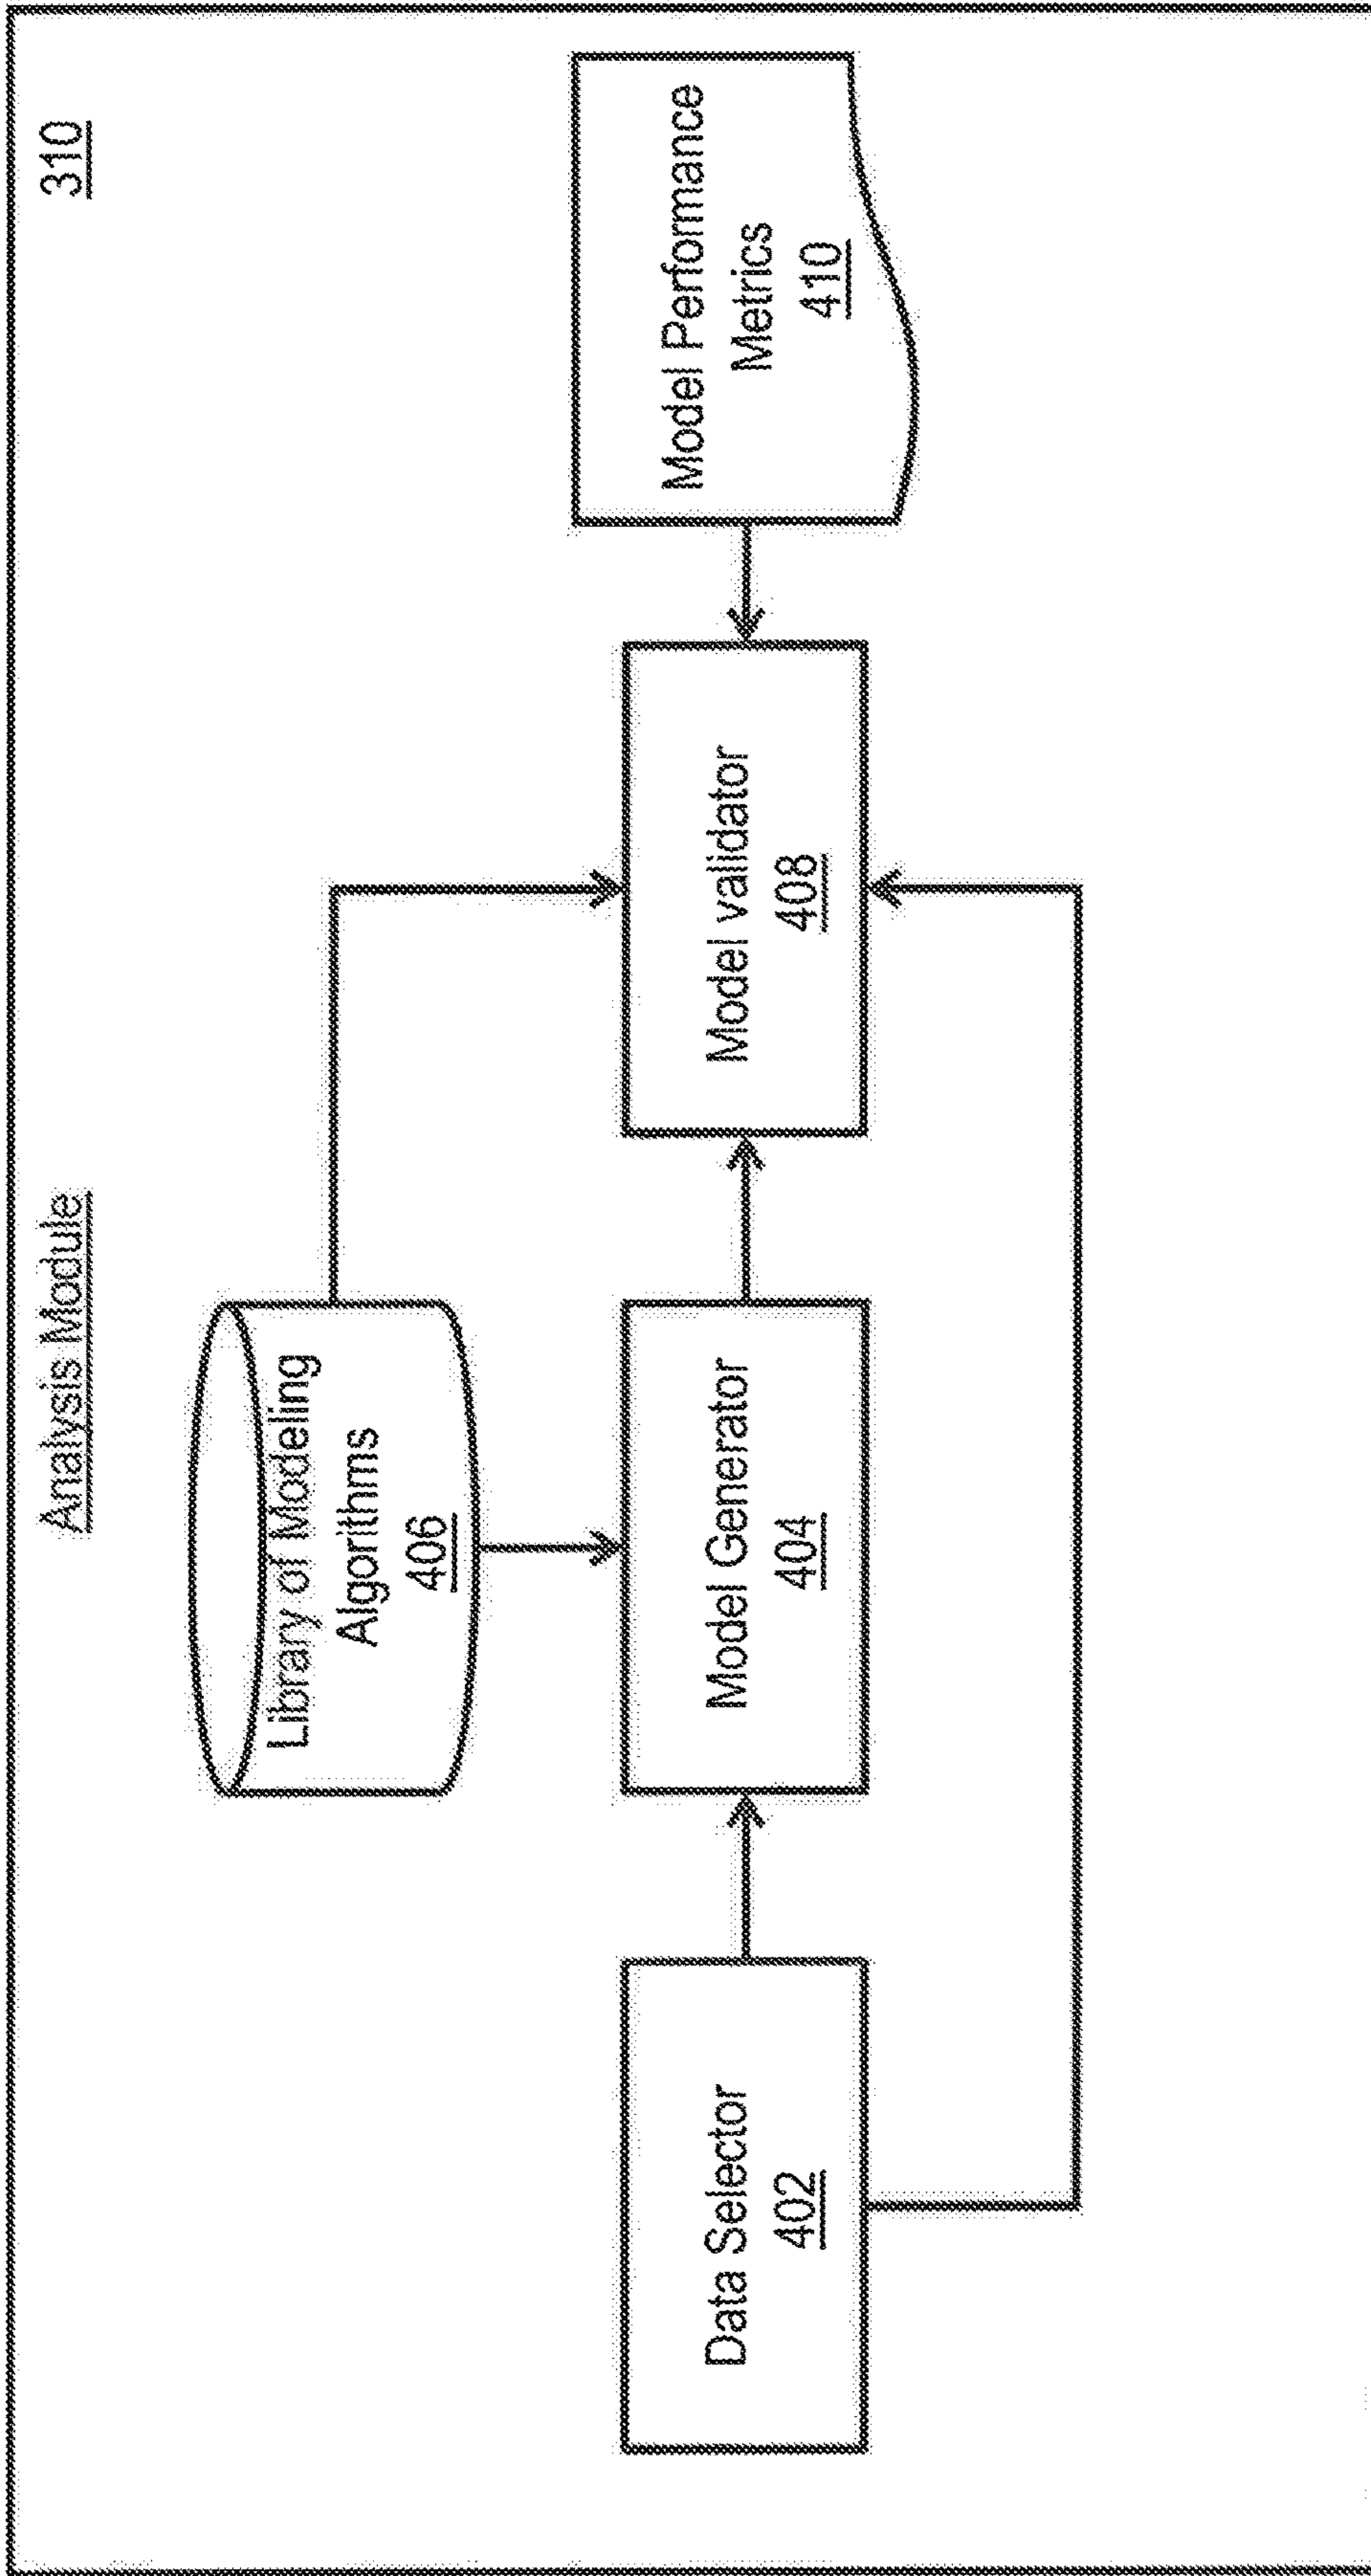 Analysis Module
310
Library of Modeling
Algorithms
406
Data Selector
402
Model Generator
404
Model validator
408
Model Performance
Metrics
410